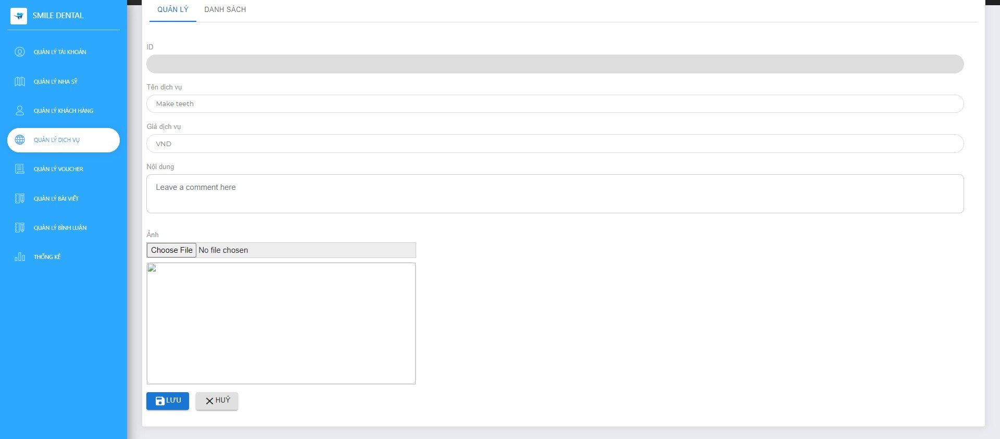 SMILE DENTAL
QUẢN LÝ TÀI KHOẢN
QUẢN LÝ NHA SỸ
QUẢN LÝ KHÁCH HÀNG
QUẢN LÝ DỊCH VỤ
QUẢN LÝ VOUCHER
QUẢN LÝ BÀI VIẾT
QUẢN LÝ BÌNH LUẬN
THỐNG KÊ
QUẢN LÝ DANH SÁCH
ID
Tên dịch vụ
Make teeth
Giá dịch vụ
VND
Nội dung
Leave a comment here
Ảnh
Choose File No file chosen
LƯU HUỶ